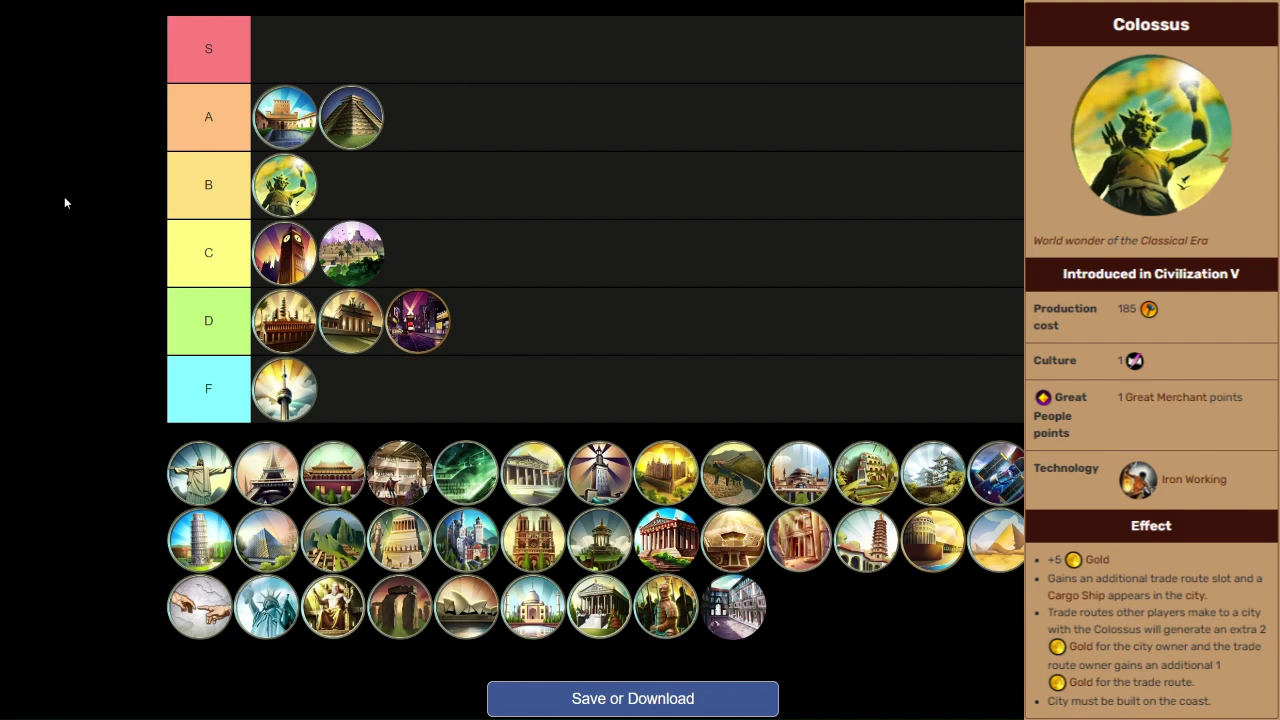 S
A
B
C
D
F
Save or Download
Colossus
World wonder of the Classical Era
Introduced in Civilization V
Production
cost
185
Culture
1
Great
People
points
1 Great Merchant points
Technology
Iron Working
Effect
+5 Gold
Gains an additional trade route slot and a
Cargo Ship appears in the city.
Trade routes other players make to a city
with the Colossus will generate an extra 2
Gold for the city owner and the trade
route owner gains an additional 1
Gold for the trade route.
City must be built on the coast.